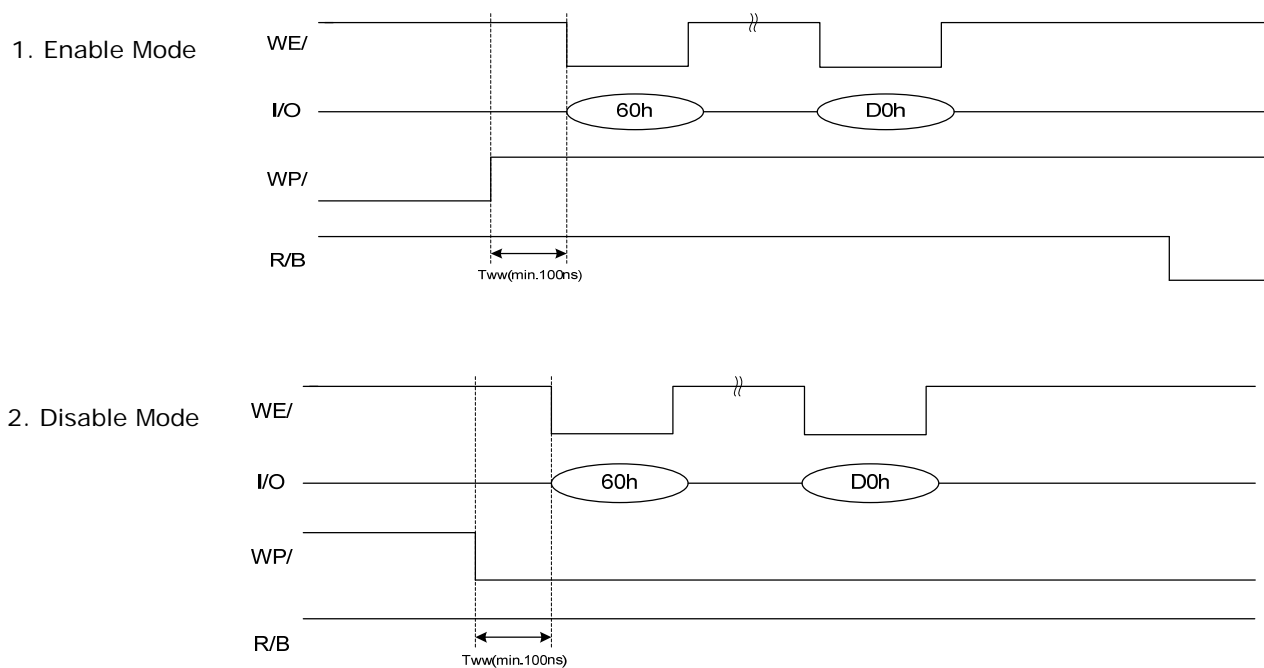 1. Enable Mode
WE/
I/O
60h
D0h
WP/
R/B
Tww(min.100ns)
2. Disable Mode
WE/
I/O
60h
D0h
WP/
R/B
Tww(min.100ns)